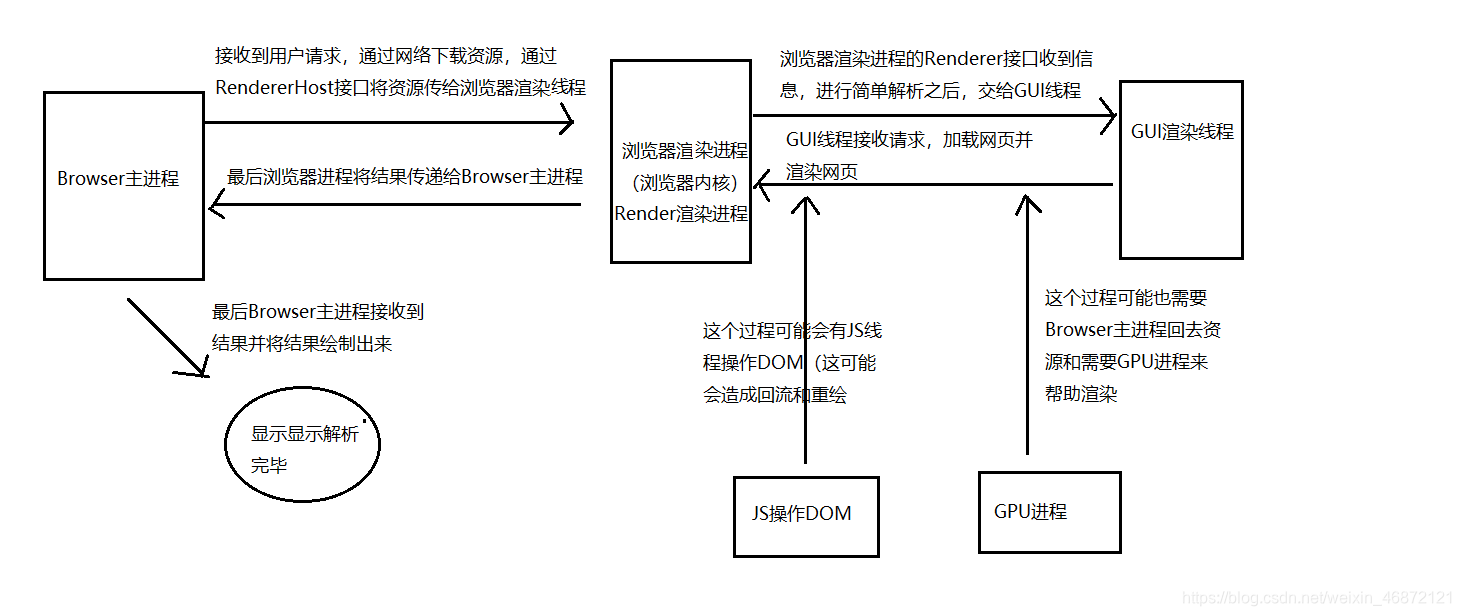 接收到用户请求，通过网络下载资源，通过
RendererHost接口将资源传给浏览器渲染线程
Browser主进程
最后浏览器进程将结果传递给Browser主进程
浏览器渲染进程
（浏览器内核）
Render渲染进程
浏览器渲染进程的Renderer接口收到信
息，进行简单解析之后，交给GUI线程
GUI线程接收请求，加载网页并
渲染网页
GUI渲染线程
最后Browser主进程接收到
结果并将结果绘制出来
显示显示解析
完毕
这个过程可能会有JS线
程操作DOM（这可能
会造成回流和重绘
这个过程可能也需要
Browser主进程回去资
源和需要GPU进程来
帮助渲染
JS操作DOM
GPU进程
https://blog.csdn.net/weixin_46872121